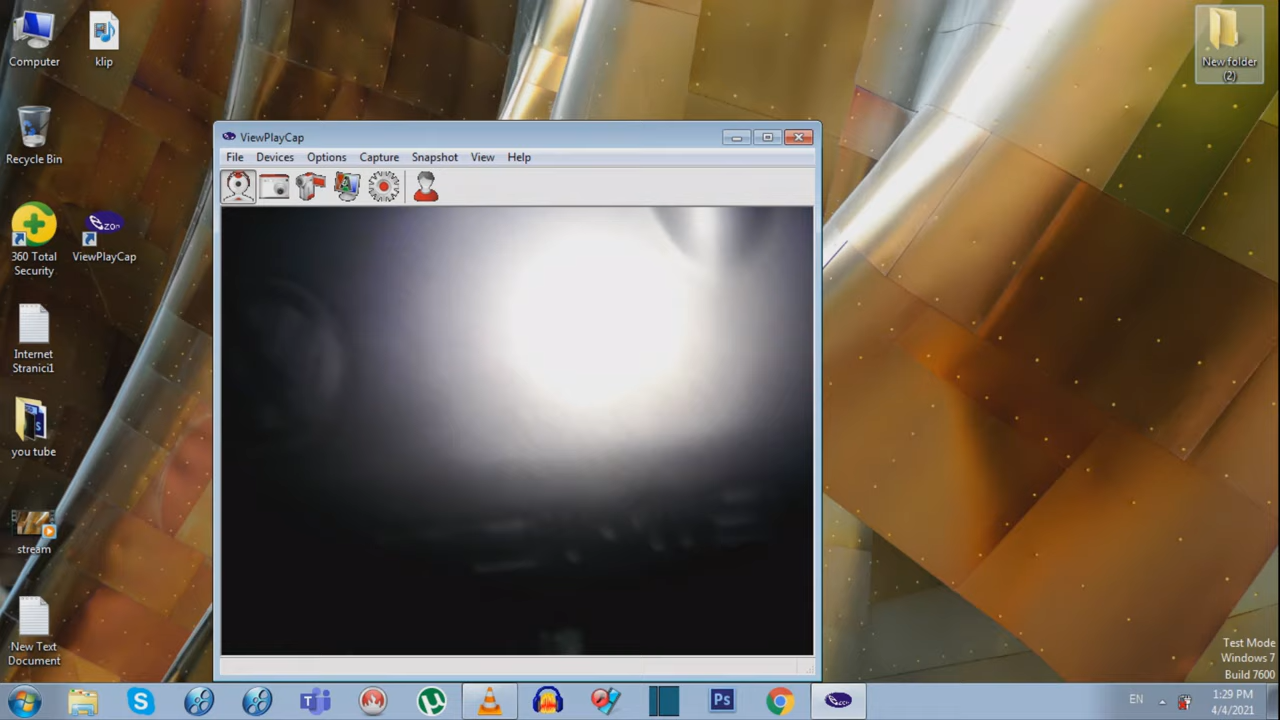 Computer
klip
New folder
(2)
Recycle Bin
ViewPlayCap
File Devices Options Capture Snapshot View Help
zon
360 Total
Security
ViewPlayCap
Internet
Stranici1
you tube
stream
New Text
Document
Test Mode
Windows 7
Build 7600
S
T
µ
Ps
EN
1:29 PM
4/4/2021